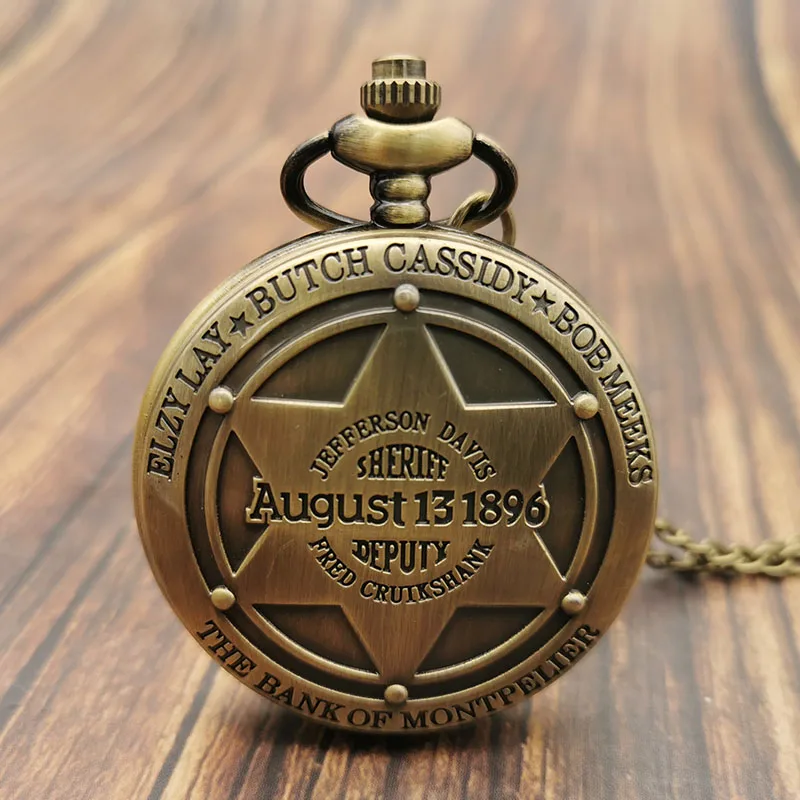 ELZY LAY★BUTCH CASSIDY★BOB MEEKS
JEFFERSON DAVIS
SHERIFF
August 13 1896
DEPUTY
FRED CRUIKSHANK
THE BANK OF MONTPELIER